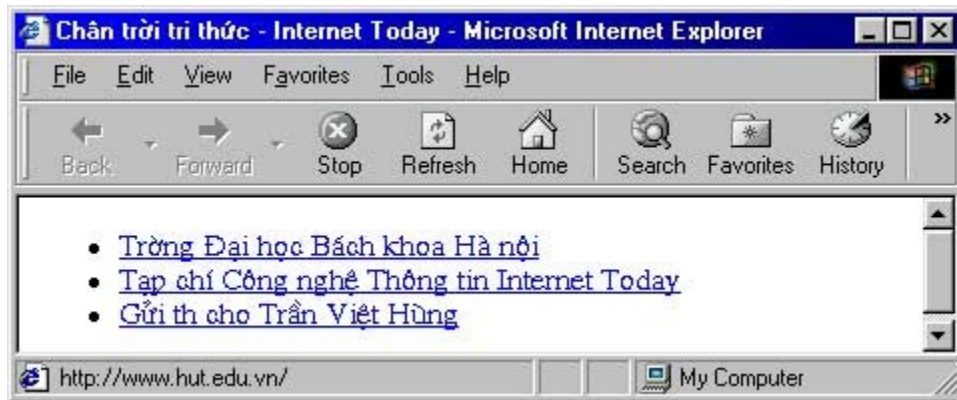 Chân trời tri thức - Internet Today - Microsoft Internet Explorer
File Edit View Favorites Tools Help
Back Forward Stop Refresh Home Search Favorites History »
Trờng Đại học Bách khoa Hà nội
Tạp chí Công nghệ Thông tin Internet Today
Gửi th cho Trần Việt Hùng
http://www.hut.edu.vn/ My Computer